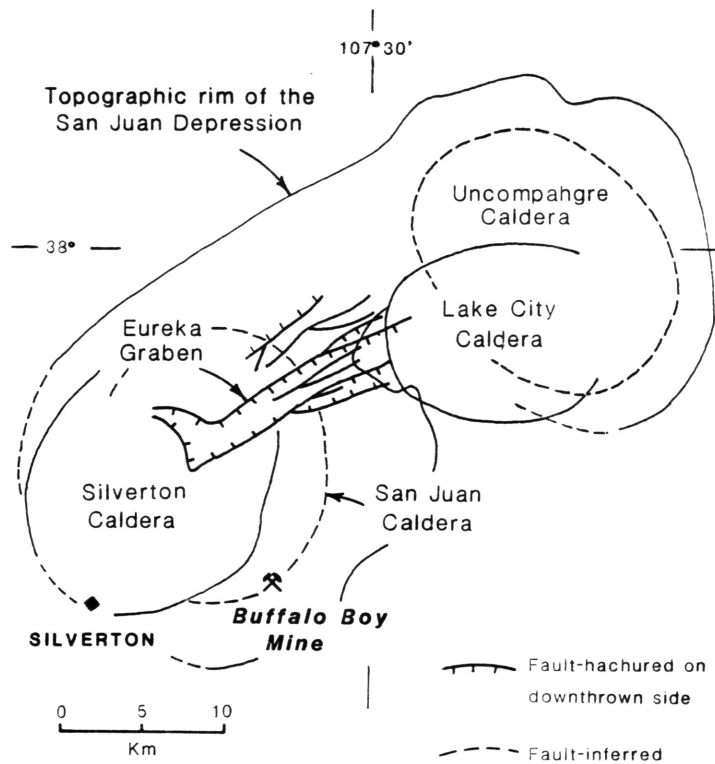 107° 30'
Topographic rim of the
San Juan Depression
Uncompahgre
Caldera
38°
Eureka
Graben
Lake City
Caldera
Silverton
Caldera
San Juan
Caldera
Buffalo Boy
Mine
SILVERTON
Fault-hachured on
downthrown side
0 5 10
Km
Fault-inferred